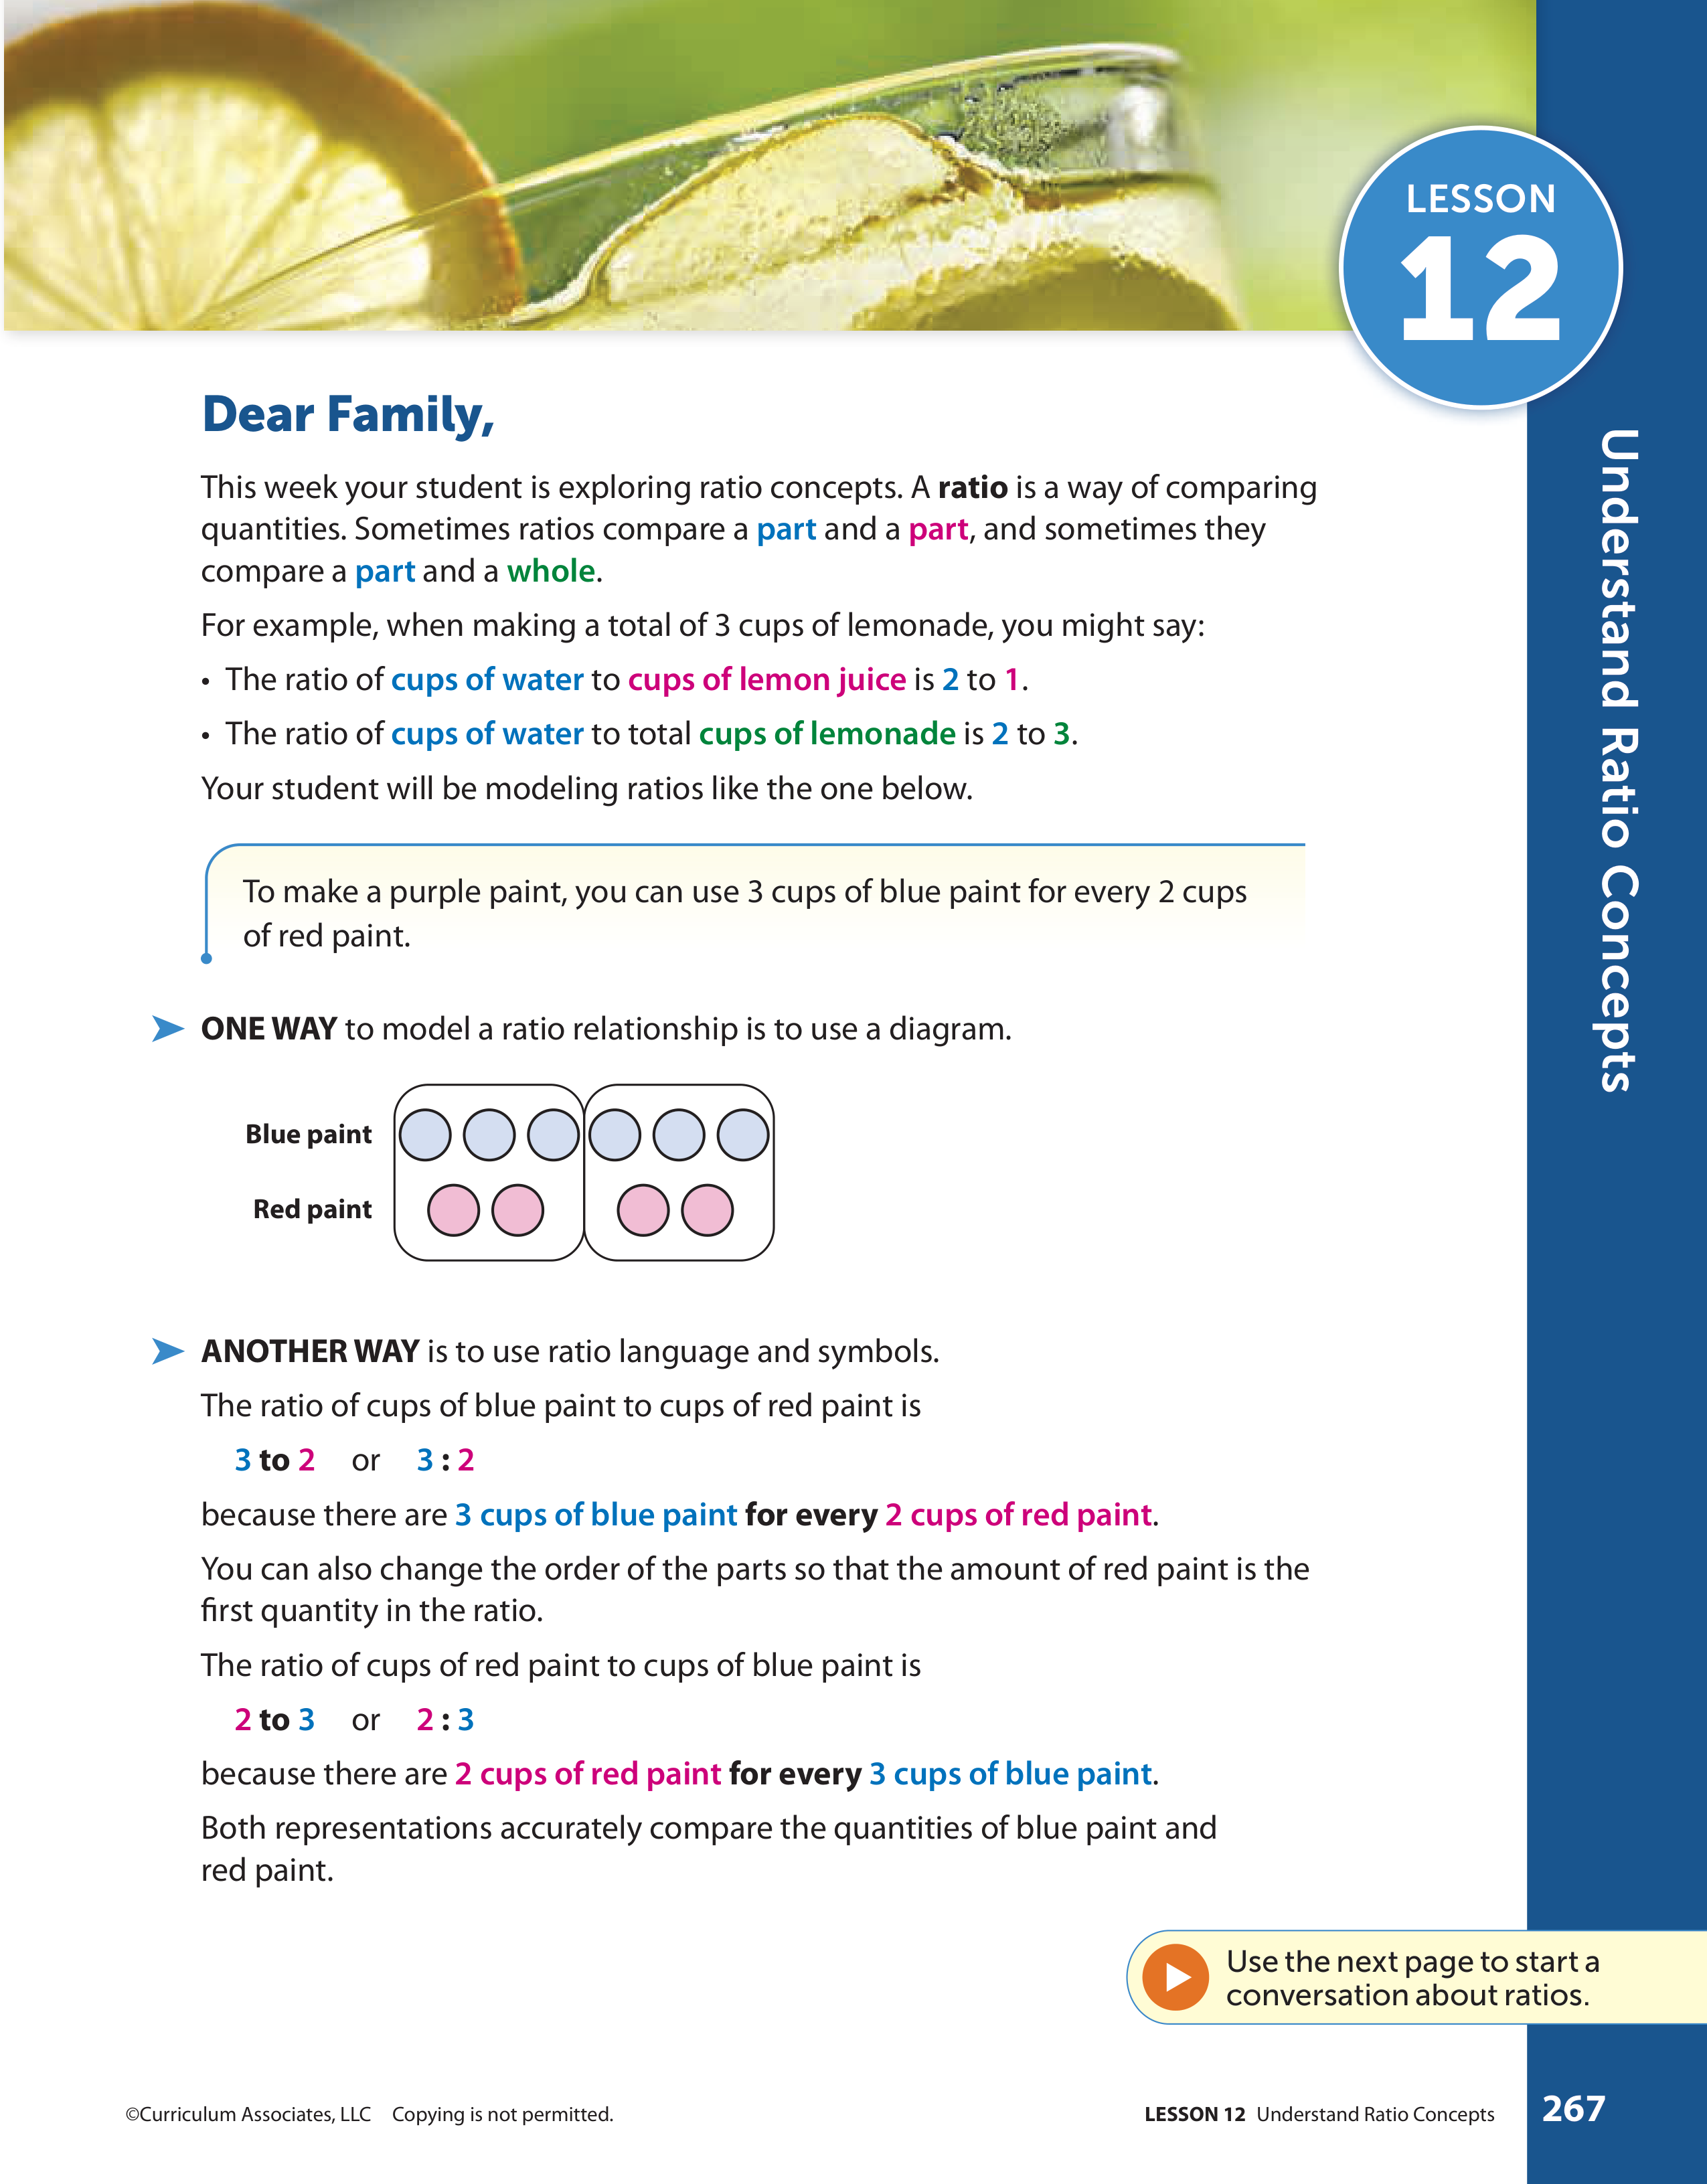 LESSON
12
Understand Ratio Concepts
Dear Family,
This week your student is exploring ratio concepts. A ratio is a way of comparing
quantities. Sometimes ratios compare a part and a part, and sometimes they
compare a part and a whole.
For example, when making a total of 3 cups of lemonade, you might say:
• The ratio of cups of water to cups of lemon juice is 2 to 1.
• The ratio of cups of water to total cups of lemonade is 2 to 3.
Your student will be modeling ratios like the one below.
To make a purple paint, you can use 3 cups of blue paint for every 2 cups
of red paint.
ONE WAY to model a ratio relationship is to use a diagram.
Blue paint
Red paint
ANOTHER WAY is to use ratio language and symbols.
The ratio of cups of blue paint to cups of red paint is
3 to 2 or 3 : 2
because there are 3 cups of blue paint for every 2 cups of red paint.
You can also change the order of the parts so that the amount of red paint is the
first quantity in the ratio.
The ratio of cups of red paint to cups of blue paint is
2 to 3 or 2 : 3
because there are 2 cups of red paint for every 3 cups of blue paint.
Both representations accurately compare the quantities of blue paint and
red paint.
Use the next page to start a
conversation about ratios.
©Curriculum Associates, LLC Copying is not permitted.
LESSON 12 Understand Ratio Concepts
267